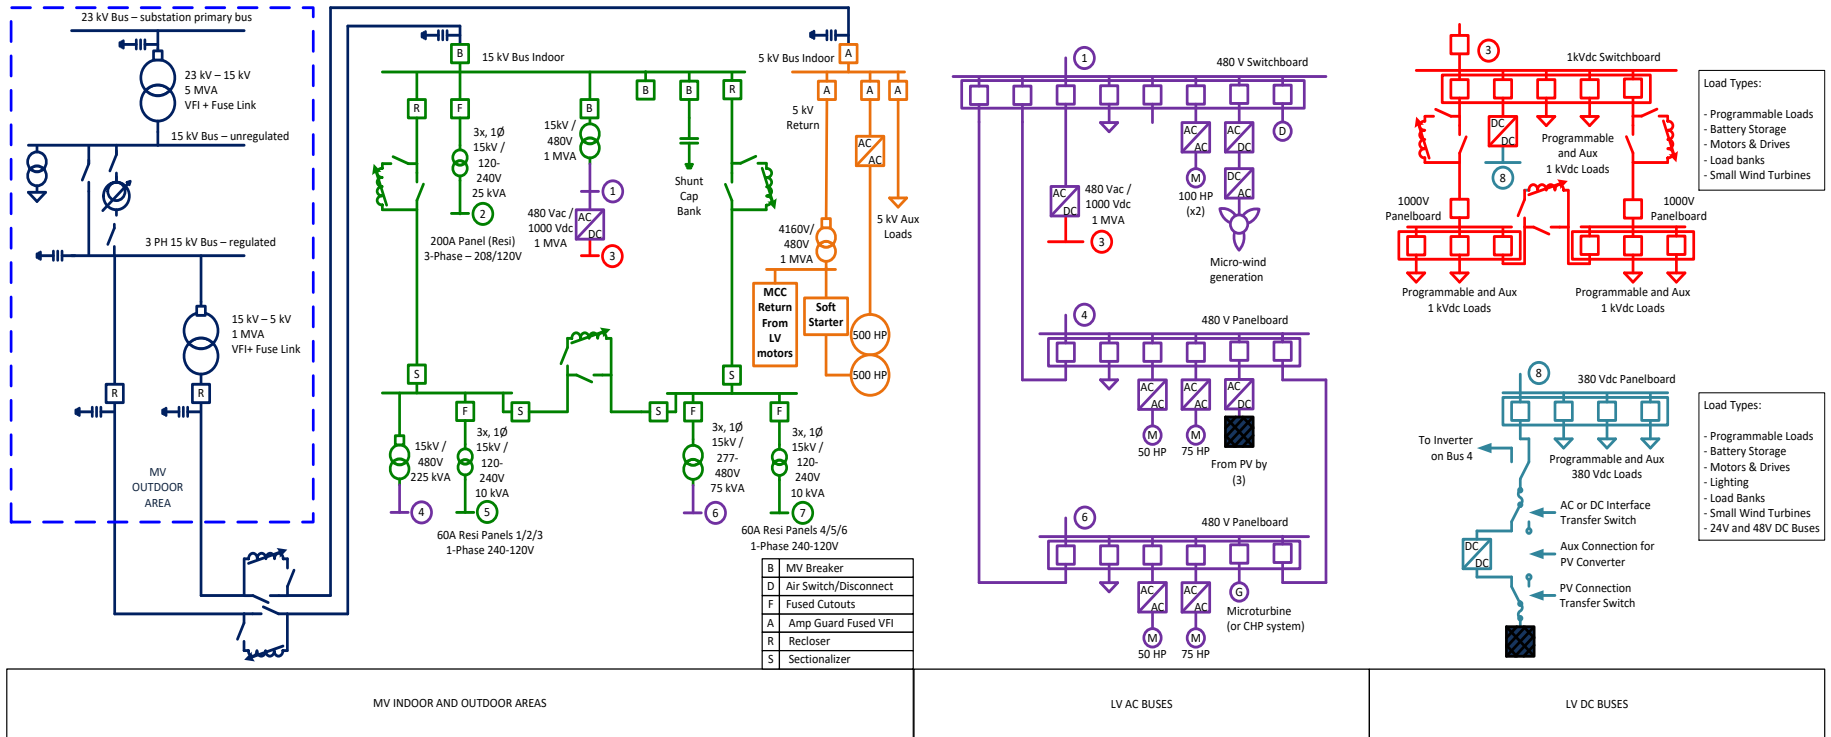 23 kV Bus – substation primary bus
23 kV – 15 kV
5 MVA
VFI + Fuse Link
15 kV Bus – unregulated
3 PH 15 kV Bus – regulated
15 kV – 5 kV
1 MVA
VFI+ Fuse Link
R
R
MV
OUTDOOR
AREA
B
15 kV Bus Indoor
R
F
B
B
B
R
3x, 1Ø
15kV /
120-
240V
25 kVA
2
200A Panel (Resi)
3-Phase – 208/120V
15kV /
480V
1 MVA
1
480 Vac /
1000 Vdc
1 MVA
AC
DC
3
Shunt
Cap
Bank
S
S
F
S
S
F
F
15kV /
480V
225 kVA
4
3x, 1Ø
15kV /
120-
240V
10 kVA
5
60A Resi Panels 1/2/3
1-Phase 240-120V
3x, 1Ø
15kV /
277-
480V
75 kVA
6
3x, 1Ø
15kV /
120-
240V
10 kVA
7
60A Resi Panels 4/5/6
1-Phase 240-120V
A
5 kV Bus Indoor
A
A
A
5 kV
Return
AC
AC
4160V/
480V
1 MVA
5 kV Aux
Loads
MCC
Return
From
LV
motors
Soft
Starter
500 HP
500 HP
B MV Breaker
D Air Switch/Disconnect
F Fused Cutouts
A Amp Guard Fused VFI
R Recloser
S Sectionalizer
1
480 V Switchboard
AC
AC
AC
DC
D
480 Vac /
1000 Vdc
1 MVA
AC
DC
3
M
100 HP
(x2)
DC
AC
Micro-wind
generation
4
480 V Panelboard
AC
AC
AC
AC
AC
DC
M
50 HP
M
75 HP
From PV by
(3)
6
480 V Panelboard
AC
AC
AC
AC
G
Microturbine
(or CHP system)
M
50 HP
M
75 HP
3
1kVdc Switchboard
DC
DC
8
Programmable
and Aux
1 kVdc Loads
1000V
Panelboard
1000V
Panelboard
Programmable and Aux
1 kVdc Loads
Programmable and Aux
1 kVdc Loads
Load Types:
- Programmable Loads
- Battery Storage
- Motors & Drives
- Load banks
- Small Wind Turbines
8
380 Vdc Panelboard
To Inverter
on Bus 4
Programmable and Aux
380 Vdc Loads
AC or DC Interface
Transfer Switch
DC
DC
Aux Connection for
PV Converter
PV Connection
Transfer Switch
Load Types:
- Programmable Loads
- Battery Storage
- Motors & Drives
- Lighting
- Load Banks
- Small Wind Turbines
- 24V and 48V DC Buses
MV INDOOR AND OUTDOOR AREAS
LV AC BUSES
LV DC BUSES